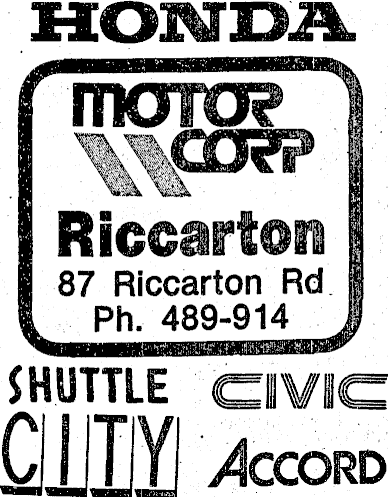 HONDA
MOTOR
CORP
Riccarton
87 Riccarton Rd
Ph. 489-914
SHUTTLE
CIVIC
CITY
ACCORD